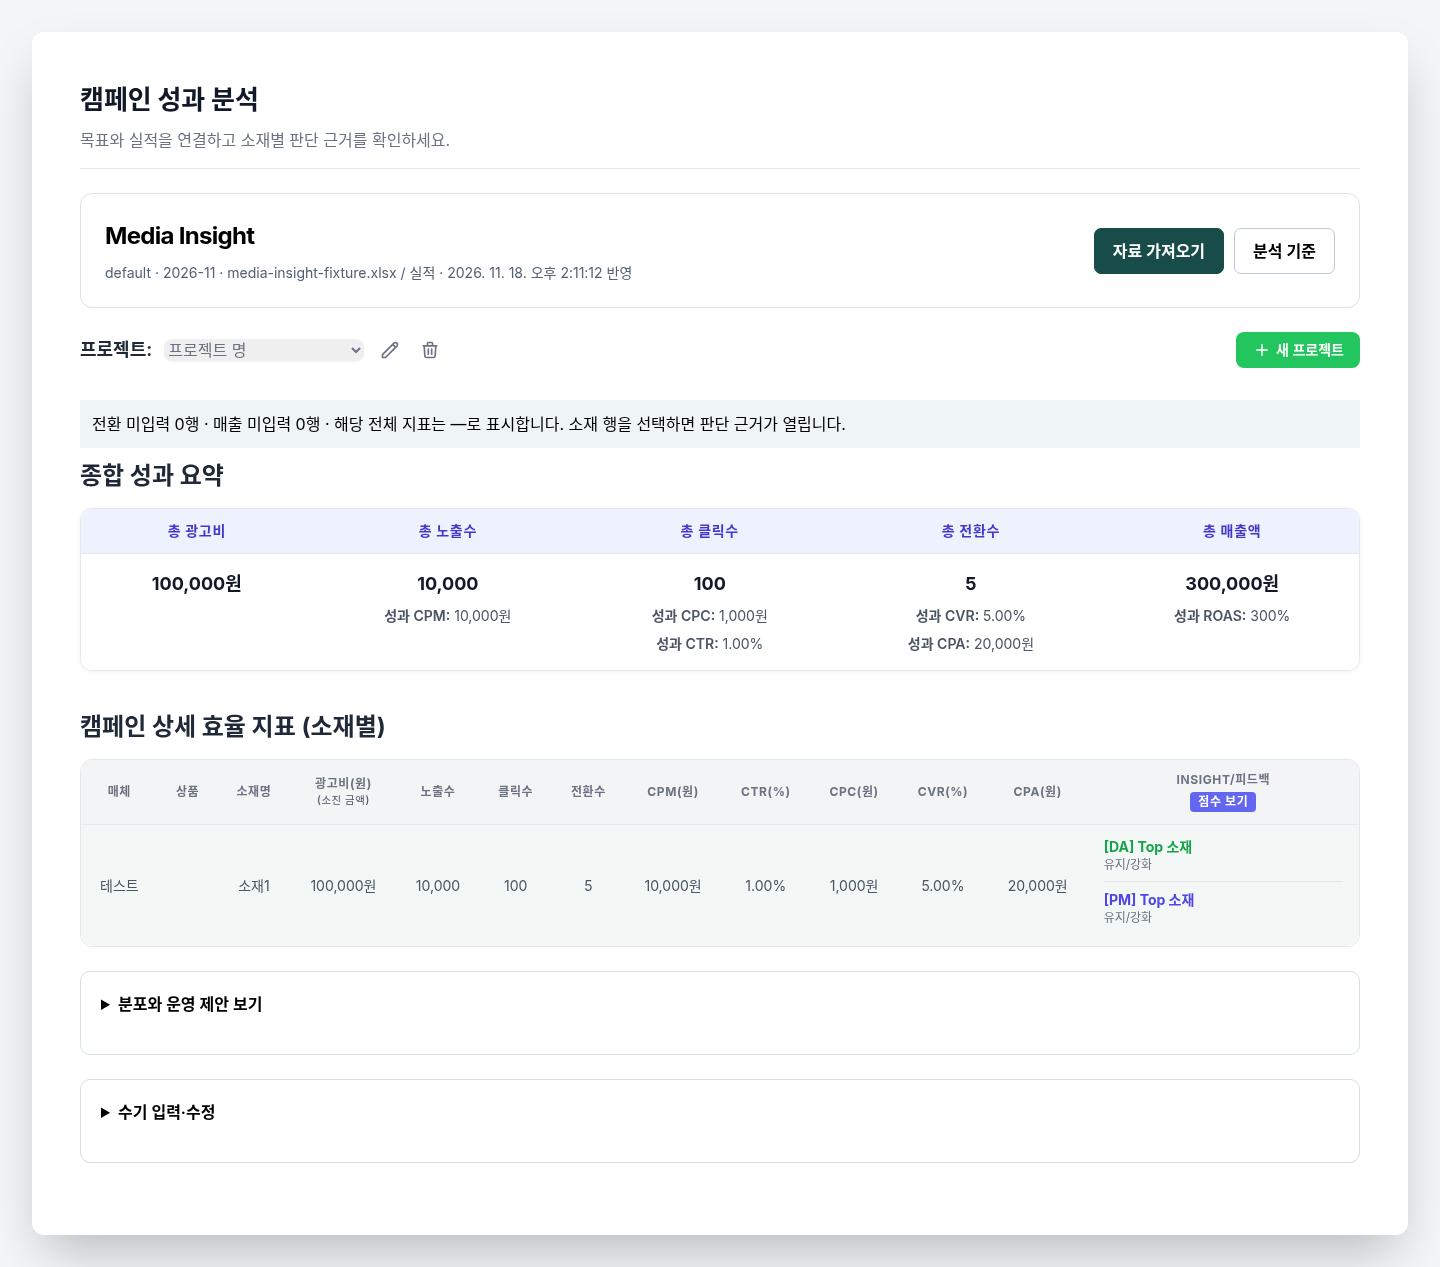 캠페인 성과 분석
목표와 실적을 연결하고 소재별 판단 근거를 확인하세요.
Media Insight
default · 2026-11 · media-insight-fixture.xlsx / 실적 · 2026. 11. 18. 오후 2:11:12 반영
자료 가져오기
분석 기준
프로젝트:
프로젝트 명
새 프로젝트
전환 미입력 0행 · 매출 미입력 0행 · 해당 전체 지표는 —로 표시합니다. 소재 행을 선택하면 판단 근거가 열립니다.
종합 성과 요약
총 광고비 총 노출수 총 클릭수 총 전환수 총 매출액
100,000원 10,000 100 5 300,000원
성과 CPM: 10,000원 성과 CPC: 1,000원 성과 CVR: 5.00% 성과 ROAS: 300%
성과 CTR: 1.00% 성과 CPA: 20,000원
캠페인 상세 효율 지표 (소재별)
매체 상품 소재명 광고비(원) 노출수 클릭수 전환수 CPM(원) CTR(%) CPC(원) CVR(%) CPA(원) INSIGHT/피드백
(소진 금액) 점수 보기
테스트 소재1 100,000원 10,000 100 5 10,000원 1.00% 1,000원 5.00% 20,000원
[DA] Top 소재
유지/강화
[PM] Top 소재
유지/강화
분포와 운영 제안 보기
수기 입력·수정